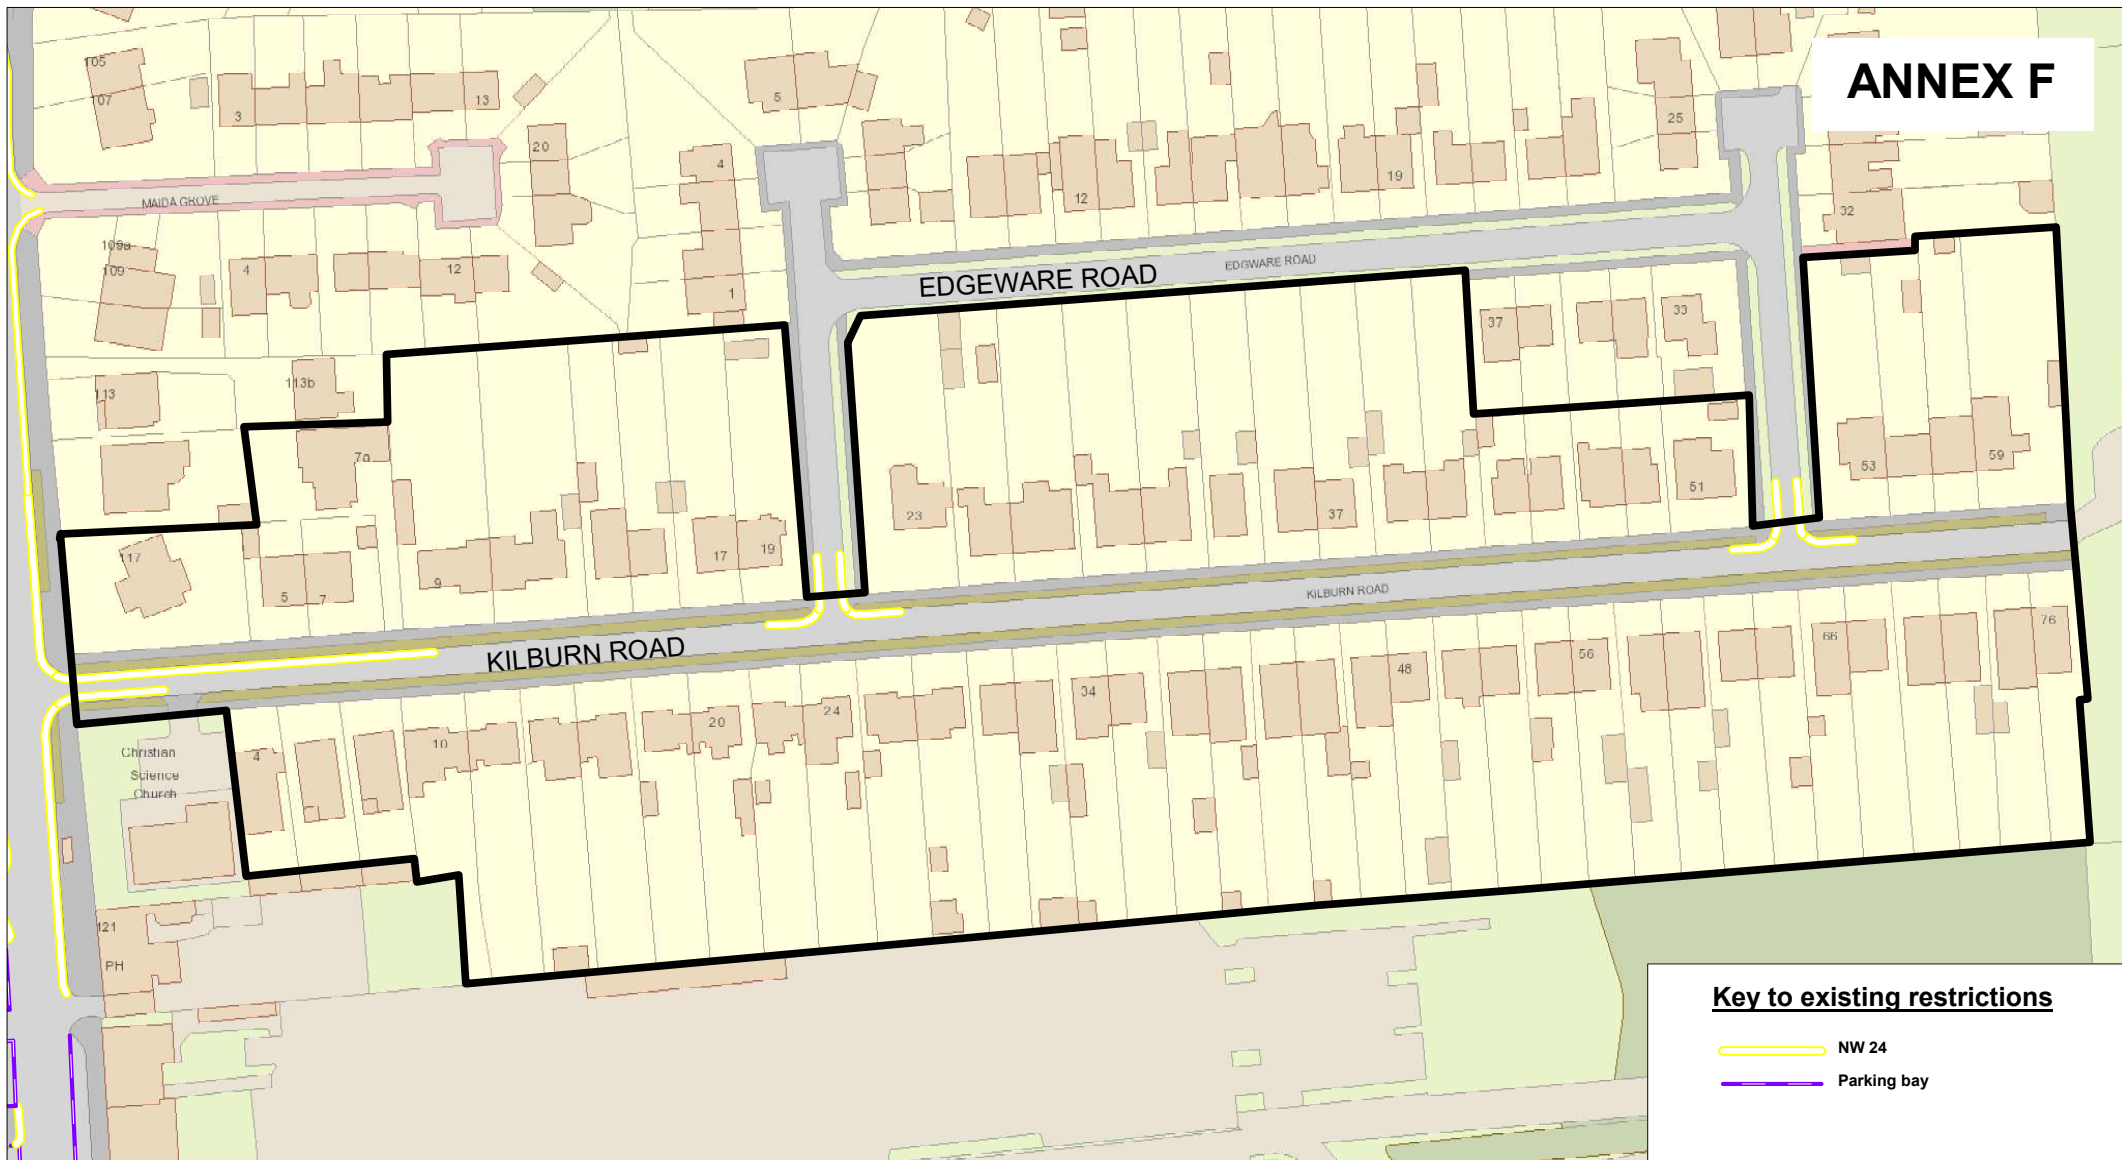 ANNEX F
105
107
3
13
5
20
4
12
19
25
32
MAIDA GROVE
109a
109
4
12
1
EDGEWARE ROAD
EDGWARE ROAD
37
33
113
113b
7a
117
5
7
9
17
19
23
37
51
53
59
KILBURN ROAD
KILBURN ROAD
4
10
20
24
34
48
56
66
76
Christian
Science
Church
121
PH
Key to existing restrictions
NW 24
Parking bay